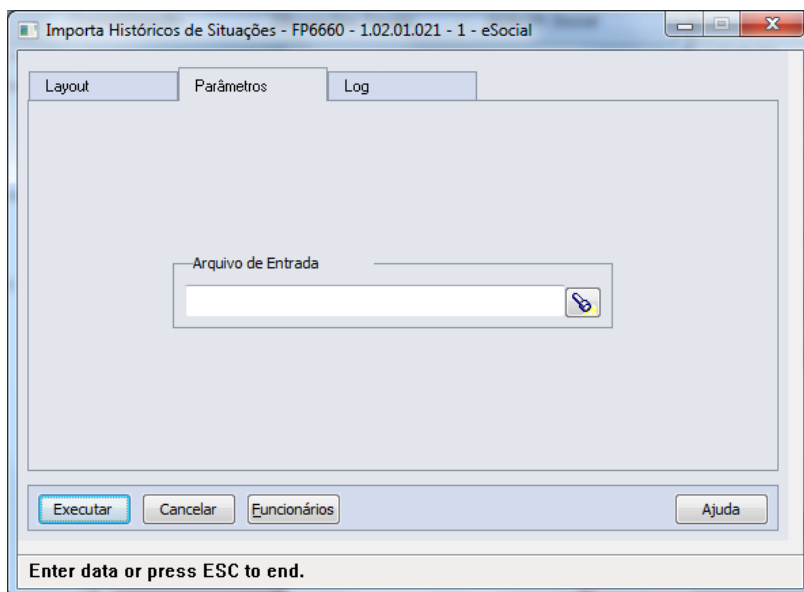 Importa Históricos de Situações - FP6660 - 1.02.01.021 - 1 - eSocial
Layout Parâmetros Log
Arquivo de Entrada
Executar Cancelar Funcionários Ajuda
Enter data or press ESC to end.